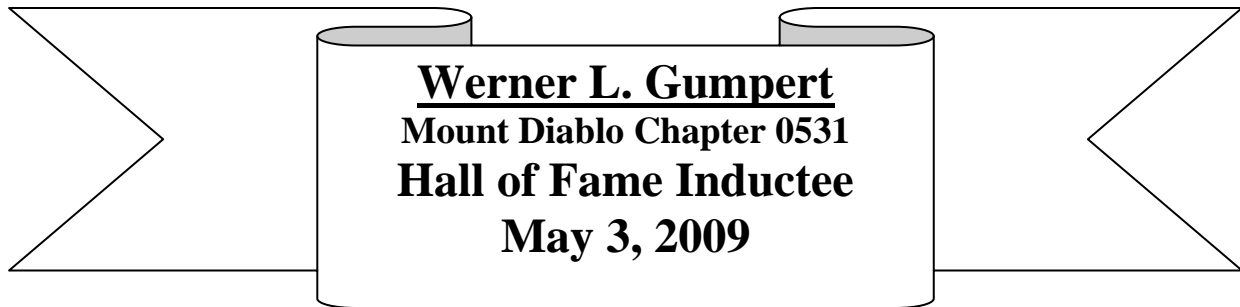 Werner L. Gumpert
Mount Diablo Chapter 0531
Hall of Fame Inductee
May 3, 2009